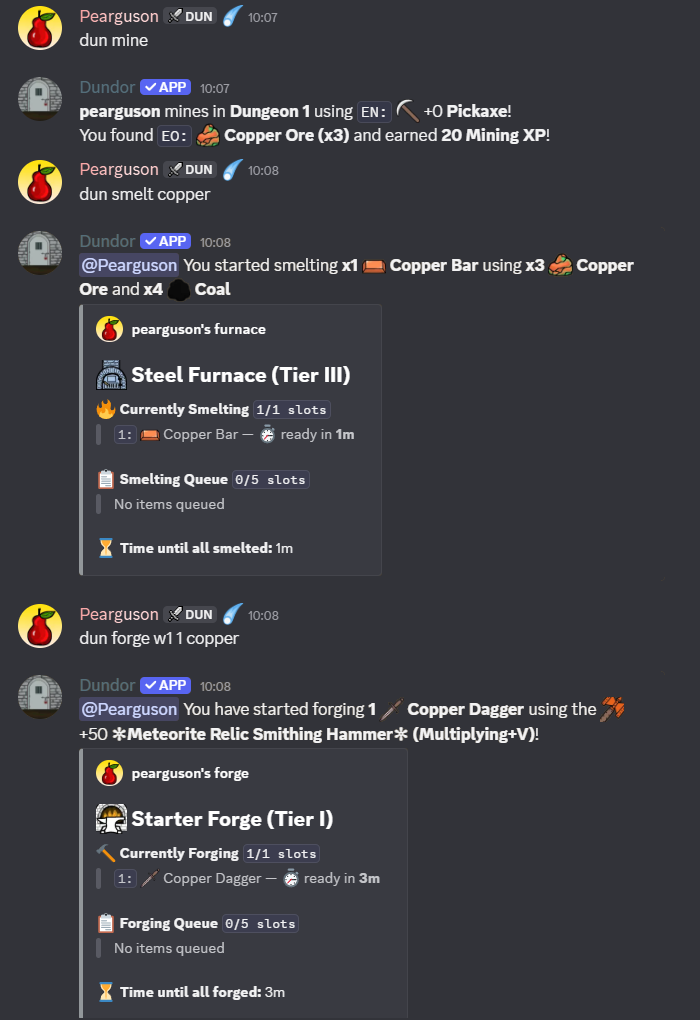 Pearguson DUN 10:07
dun mine
Dundor ✓ APP 10:07
pearguson mines in Dungeon 1 using EN: +0 Pickaxe!
You found EO: Copper Ore (x3) and earned 20 Mining XP!
Pearguson DUN 10:08
dun smelt copper
Dundor ✓ APP 10:08
@Pearguson You started smelting x1 Copper Bar using x3 Copper
Ore and x4 Coal
pearguson's furnace
Steel Furnace (Tier III)
Currently Smelting 1/1 slots
1: Copper Bar — ready in 1m
Smelting Queue 0/5 slots
No items queued
Time until all smelted: 1m
Pearguson DUN 10:08
dun forge w1 1 copper
Dundor ✓ APP 10:08
@Pearguson You have started forging 1 Copper Dagger using the
+50 ✻Meteorite Relic Smithing Hammer✻ (Multiplying+V)!
pearguson's forge
Starter Forge (Tier I)
Currently Forging 1/1 slots
1: Copper Dagger — ready in 3m
Forging Queue 0/5 slots
No items queued
Time until all forged: 3m